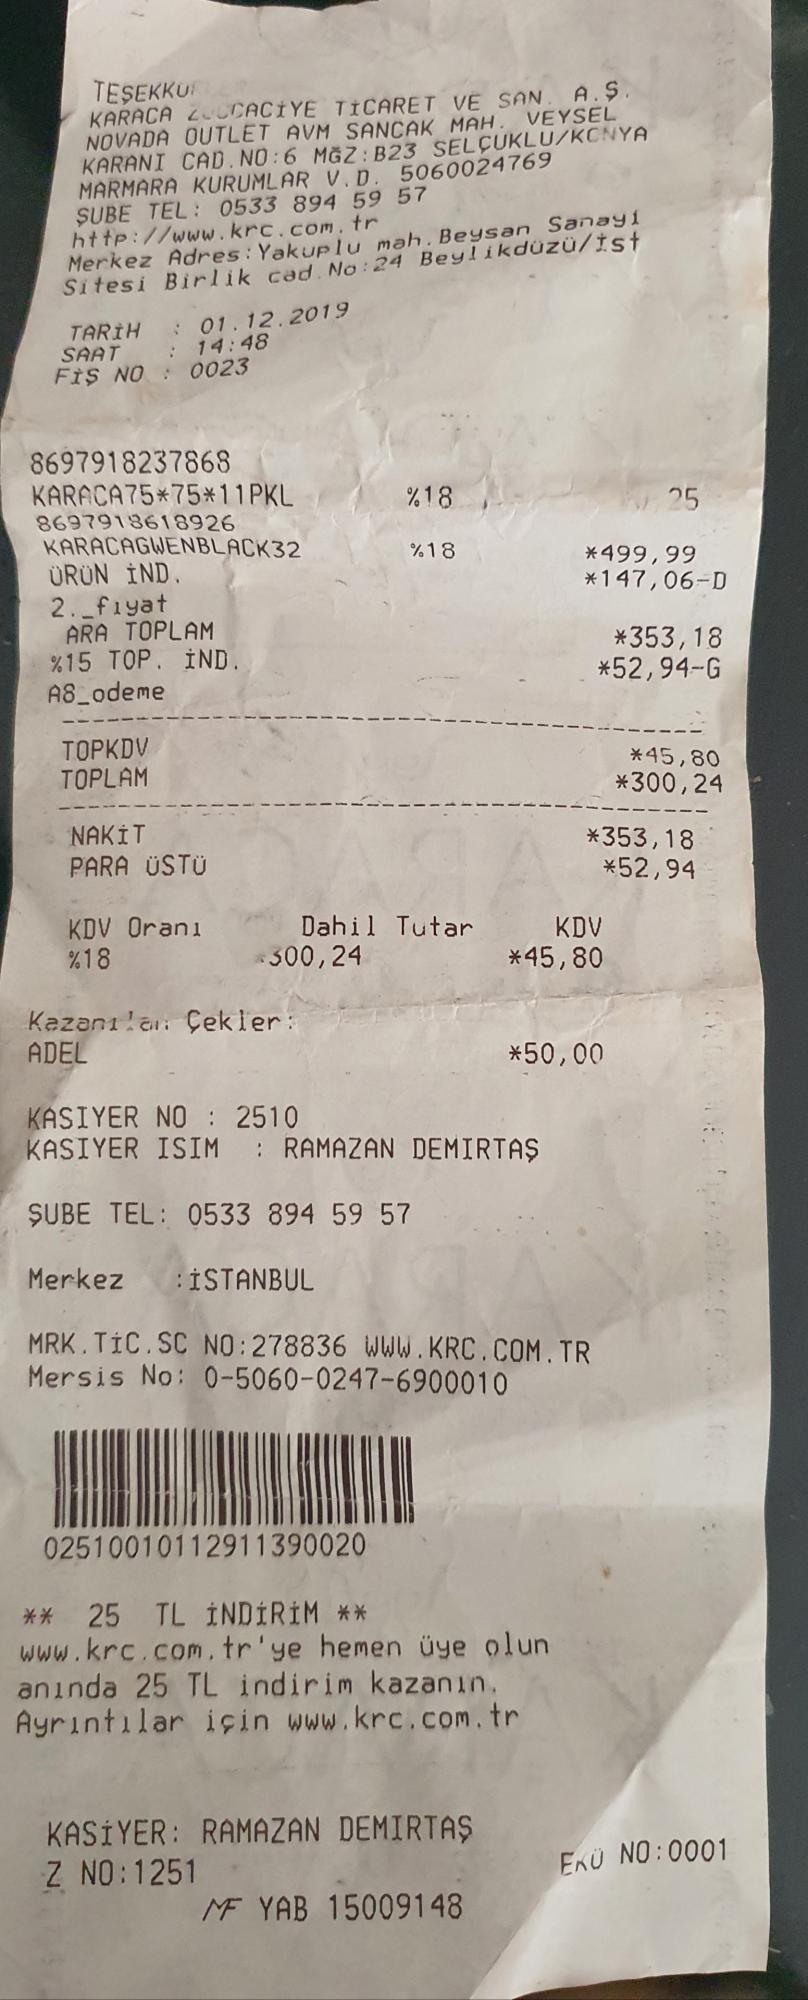 TEŞEKKÜ
KARACA TİCARET VE SAN. A.Ş.
NOVADA OUTLET AVM SANCAK MAH. VEYSEL
KARANI CAD.NO:6 MĞZ:B23 SELÇUKLU/KONYA
MARMARA KURUMLAR V.D. 5060024769
ŞUBE TEL: 0533 894 59 57
http://www.krc.com.tr
Merkez Adres:Yakuplu mah.Beysan Sanayi
Sitesi Birlik cad.No:24 Beylikdüzü/İst
TARİH : 01.12.2019
SAAT : 14:48
FİŞ NO : 0023
8697918237868
KARACA75*75*11PKL %18 25
8697918618926
KARACAGWENBLACK32 %18 *499,99
ÜRÜN İND. *147,06-D
2._fiyat
ARA TOPLAM *353,18
%15 TOP. İND. *52,94-G
A8_odeme
TOPKDV *45,80
TOPLAM *300,24
NAKİT *353,18
PARA ÜSTÜ *52,94
KDV Oranı Dahil Tutar KDV
%18 300,24 *45,80
Kazanılan Çekler:
ADEL *50,00
KASIYER NO : 2510
KASIYER ISIM : RAMAZAN DEMIRTAŞ
ŞUBE TEL: 0533 894 59 57
Merkez :İSTANBUL
MRK.TİC.SC NO:278836 WWW.KRC.COM.TR
Mersis No: 0-5060-0247-6900010
02510010112911390020
** 25 TL İNDİRİM **
www.krc.com.tr'ye hemen üye olun
anında 25 TL indirim kazanın.
Ayrıntılar için www.krc.com.tr
KASİYER: RAMAZAN DEMIRTAŞ
Z NO:1251 EKÜ NO:0001
MF YAB 15009148